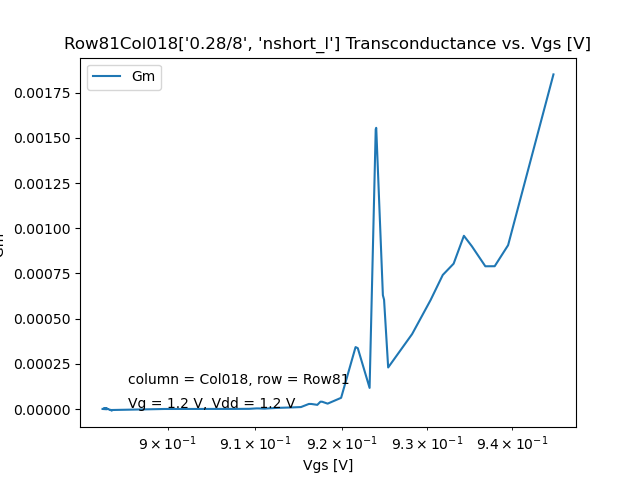 Row81Col018['0.28/8', 'nshort_l'] Transconductance vs. Vgs [V]
Gm
0.00175
0.00150
0.00125
0.00100
0.00075
0.00050
0.00025
0.00000
column = Col018, row = Row81
Vg = 1.2 V, Vdd = 1.2 V
9 × 10⁻¹ 9.1 × 10⁻¹ 9.2 × 10⁻¹ 9.3 × 10⁻¹ 9.4 × 10⁻¹
Vgs [V]